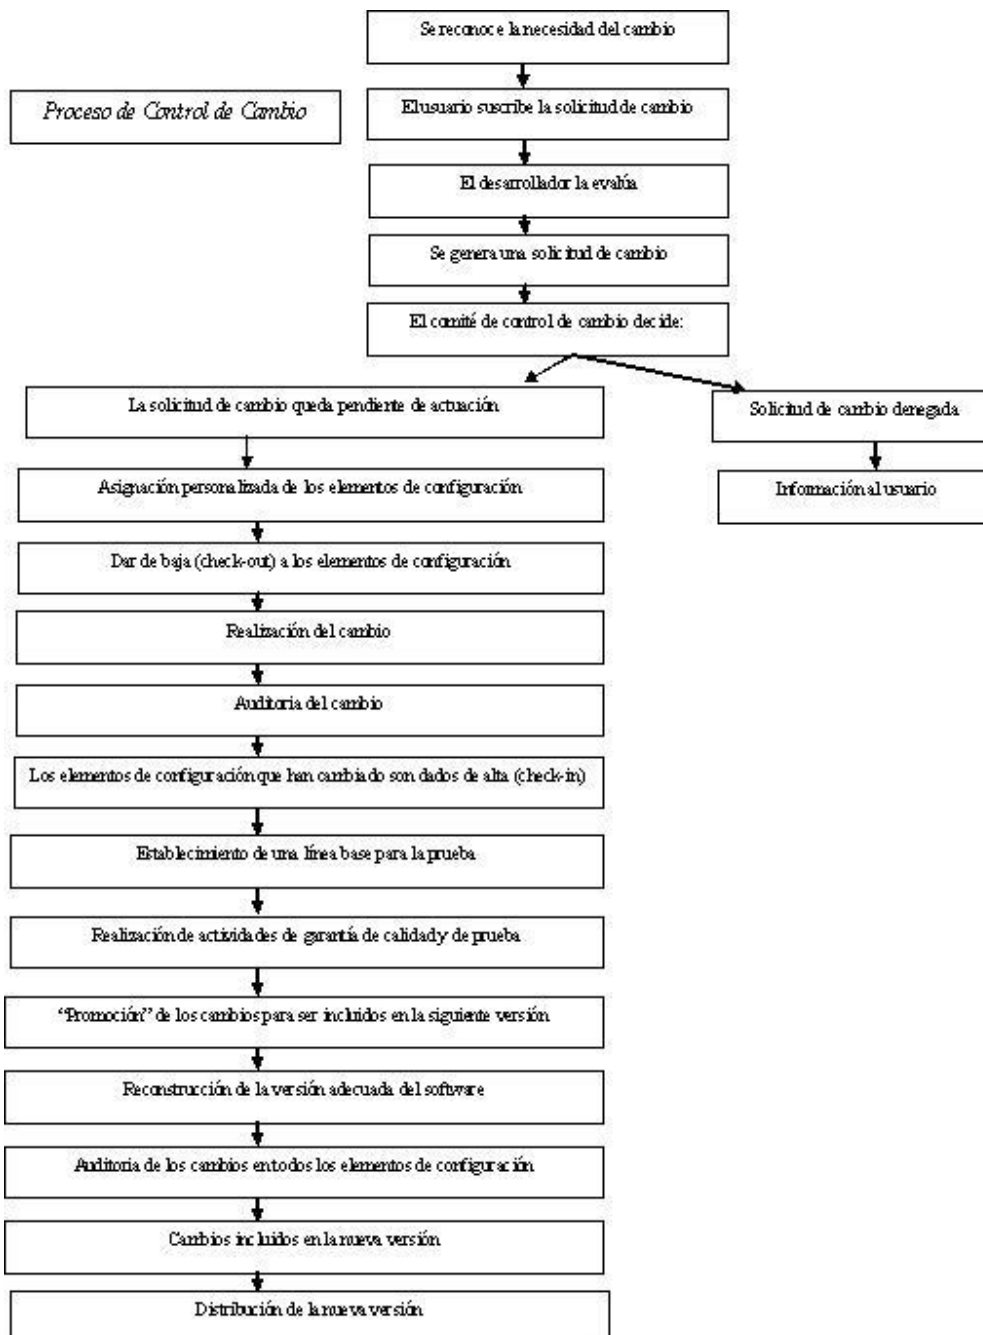 Se reconoce la necesidad del cambio
Proceso de Control de Cambio
El usuario suscribe la solicitud de cambio
El desarrollador la evalúa
Se genera una solicitud de cambio
El comité de control de cambio decide:
La solicitud de cambio queda pendiente de actuación
Solicitud de cambio denegada
Asignación personalizada de los elementos de configuración
Información al usuario
Dar de baja (check-out) a los elementos de configuración
Realización del cambio
Auditoria del cambio
Los elementos de configuración que han cambiado son dados de alta (check-in)
Establecimiento de una línea base para la prueba
Realización de actividades de garantía de calidad y de prueba
“Promoción” de los cambios para ser incluidos en la siguiente versión
Reconstrucción de la versión adecuada del software
Auditoria de los cambios en todos los elementos de configuración
Cambios incluidos en la nueva versión
Distribución de la nueva versión